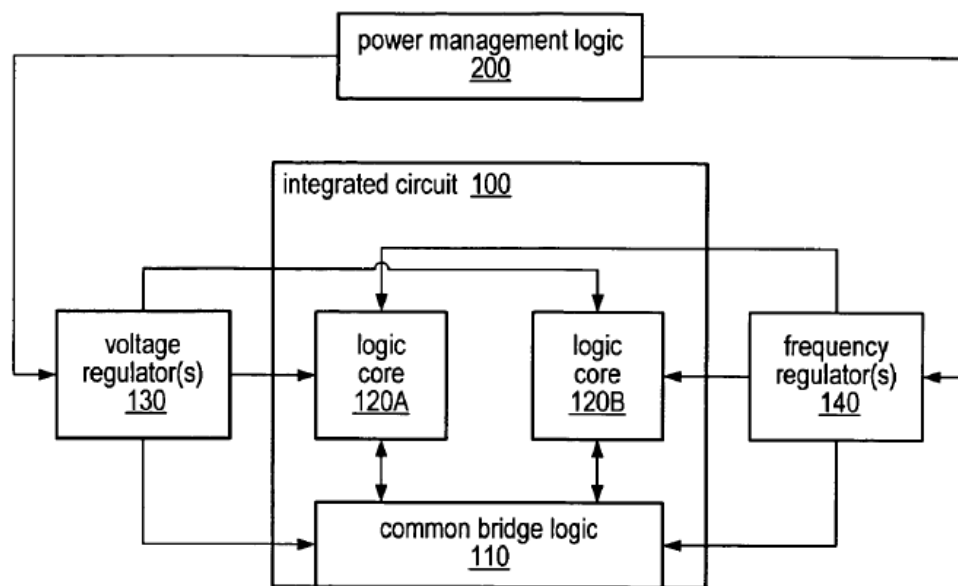 power management logic
200
integrated circuit 100
voltage
regulator(s)
130
logic
core
120A
logic
core
120B
frequency
regulator(s)
140
common bridge logic
110